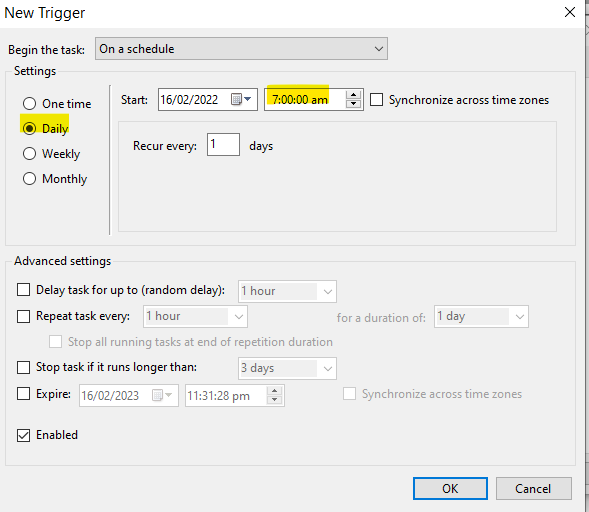 New Trigger
Begin the task: On a schedule
Settings
One time
Daily
Weekly
Monthly
Start: 16/02/2022 7:00:00 am Synchronize across time zones
Recur every: 1 days
Advanced settings
Delay task for up to (random delay): 1 hour
Repeat task every: 1 hour for a duration of: 1 day
Stop all running tasks at end of repetition duration
Stop task if it runs longer than: 3 days
Expire: 16/02/2023 11:31:28 pm Synchronize across time zones
Enabled
OK Cancel